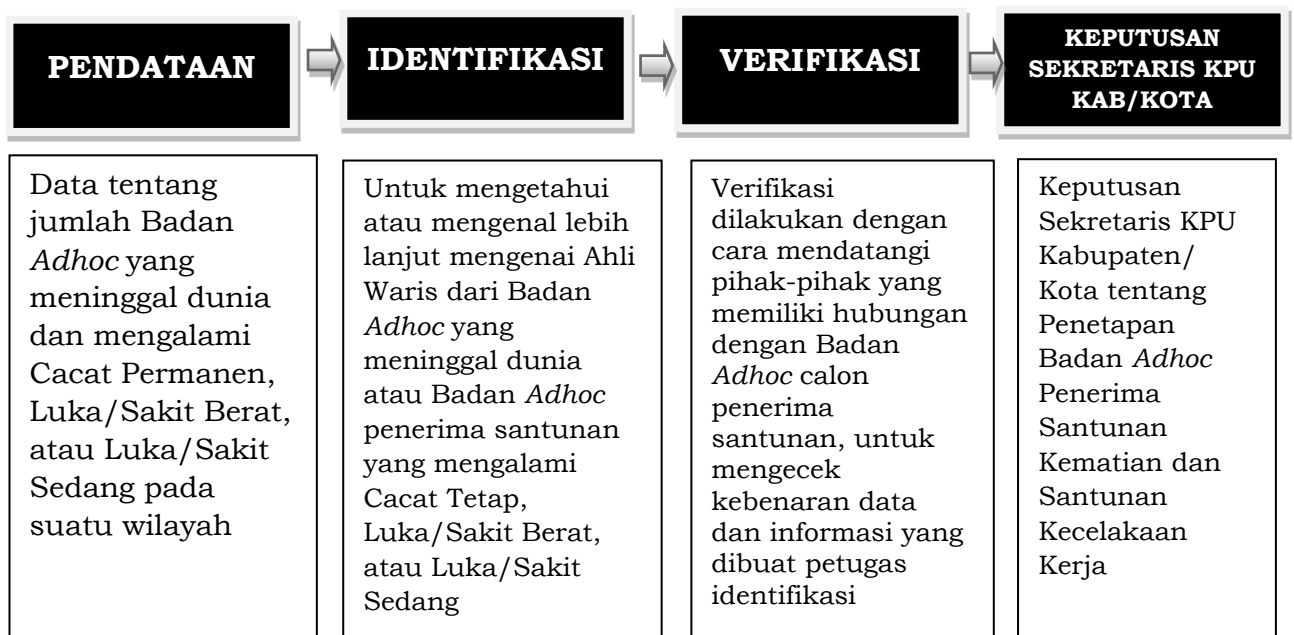 PENDATAAN
IDENTIFIKASI
VERIFIKASI
KEPUTUSAN
SEKRETARIS KPU
KAB/KOTA
Data tentang
jumlah Badan
Adhoc yang
meninggal dunia
dan mengalami
Cacat Permanen,
Luka/Sakit Berat,
atau Luka/Sakit
Sedang pada
suatu wilayah
Untuk mengetahui
atau mengenal lebih
lanjut mengenai Ahli
Waris dari Badan
Adhoc yang
meninggal dunia
atau Badan Adhoc
penerima santunan
yang mengalami
Cacat Tetap,
Luka/Sakit Berat,
atau Luka/Sakit
Sedang
Verifikasi
dilakukan dengan
cara mendatangi
pihak-pihak yang
memiliki hubungan
dengan Badan
Adhoc calon
penerima
santunan, untuk
mengecek
kebenaran data
dan informasi yang
dibuat petugas
identifikasi
Keputusan
Sekretaris KPU
Kabupaten/
Kota tentang
Penetapan
Badan Adhoc
Penerima
Santunan
Kematian dan
Santunan
Kecelakaan
Kerja